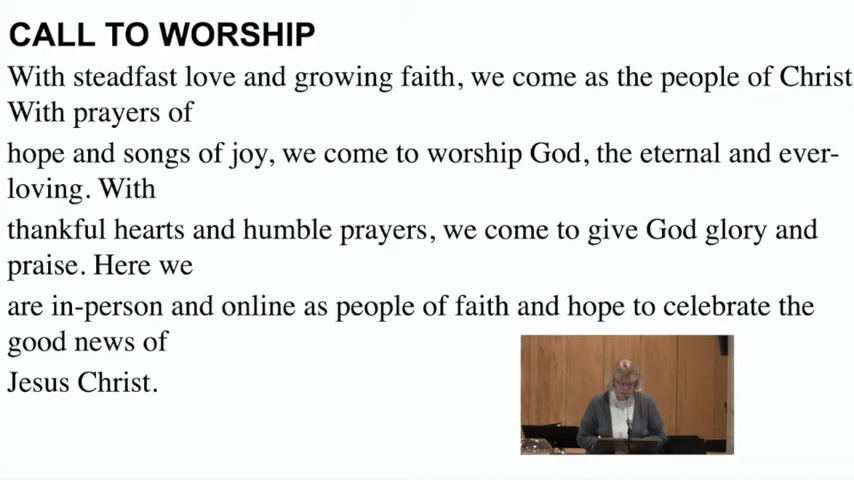 CALL TO WORSHIP
With steadfast love and growing faith, we come as the people of Christ
With prayers of
hope and songs of joy, we come to worship God, the eternal and ever-
loving. With
thankful hearts and humble prayers, we come to give God glory and
praise. Here we
are in-person and online as people of faith and hope to celebrate the
good news of
Jesus Christ.